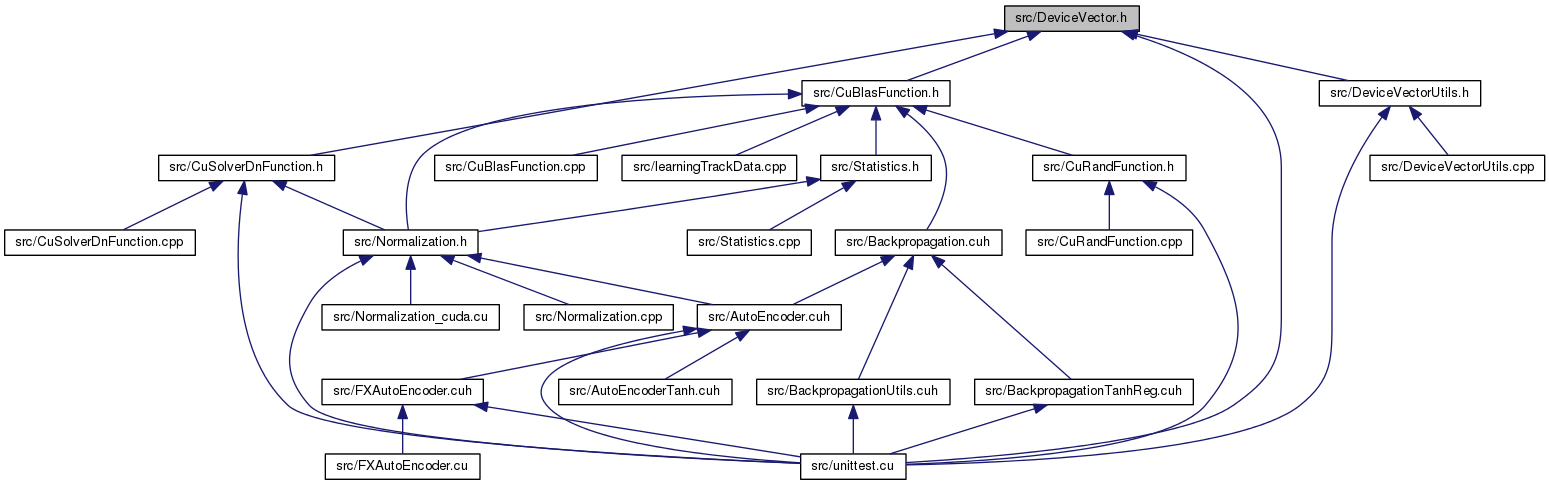 src/DeviceVector.h
src/CuBlasFunction.h
src/DeviceVectorUtils.h
src/CuSolverDnFunction.h
src/CuBlasFunction.cpp
src/learningTrackData.cpp
src/Statistics.h
src/CuRandFunction.h
src/DeviceVectorUtils.cpp
src/CuSolverDnFunction.cpp
src/Normalization.h
src/Statistics.cpp
src/Backpropagation.cuh
src/CuRandFunction.cpp
src/Normalization_cuda.cu
src/Normalization.cpp
src/AutoEncoder.cuh
src/FXAutoEncoder.cuh
src/AutoEncoderTanh.cuh
src/BackpropagationUtils.cuh
src/BackpropagationTanhReg.cuh
src/FXAutoEncoder.cu
src/unittest.cu